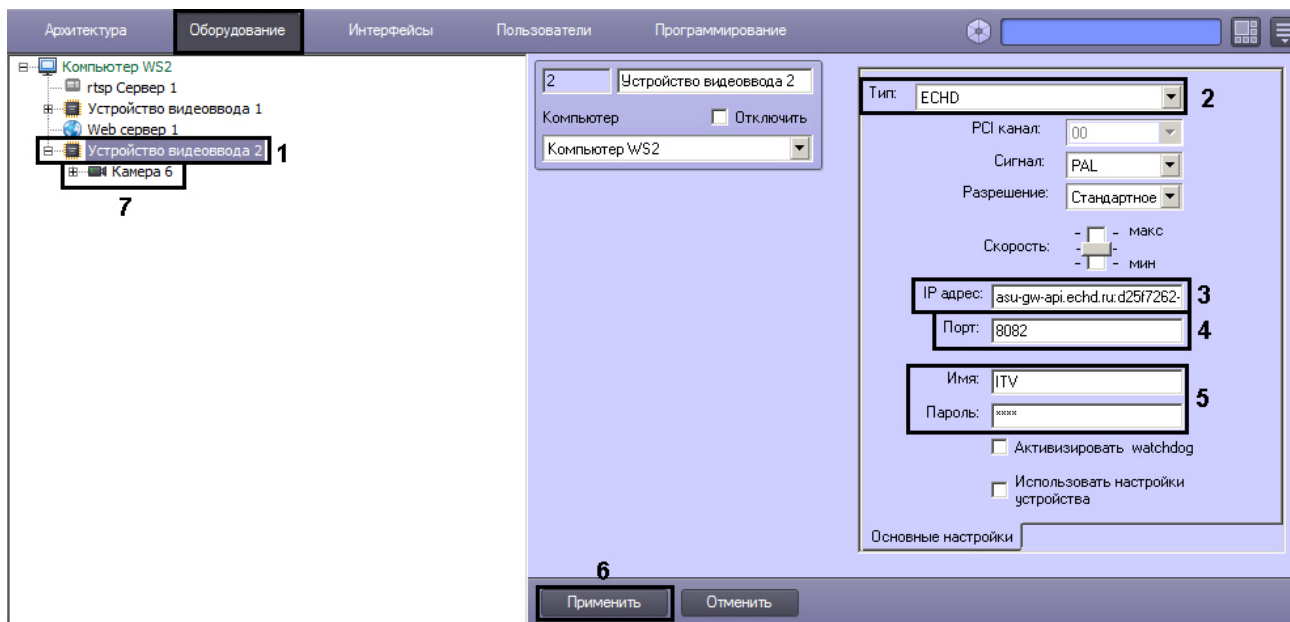 Архитектура Оборудование Интерфейсы Пользователи Программирование
Компьютер WS2
rtsp Сервер 1
Устройство видеоввода 1
Web сервер 1
Устройство видеоввода 2 1
Камера 6
7
2 Устройство видеоввода 2
Компьютер Отключить
Компьютер WS2
Тип: ECHD 2
PCI канал: 00
Сигнал: PAL
Разрешение: Стандартное
Скорость: макс
мин
IP адрес: asu-gw-api.echd.ru:d25f7262- 3
Порт: 8082 4
Имя: ITV
Пароль: xxxx 5
Активизировать watchdog
Использовать настройки
устройства
Основные настройки
6
Применить Отменить